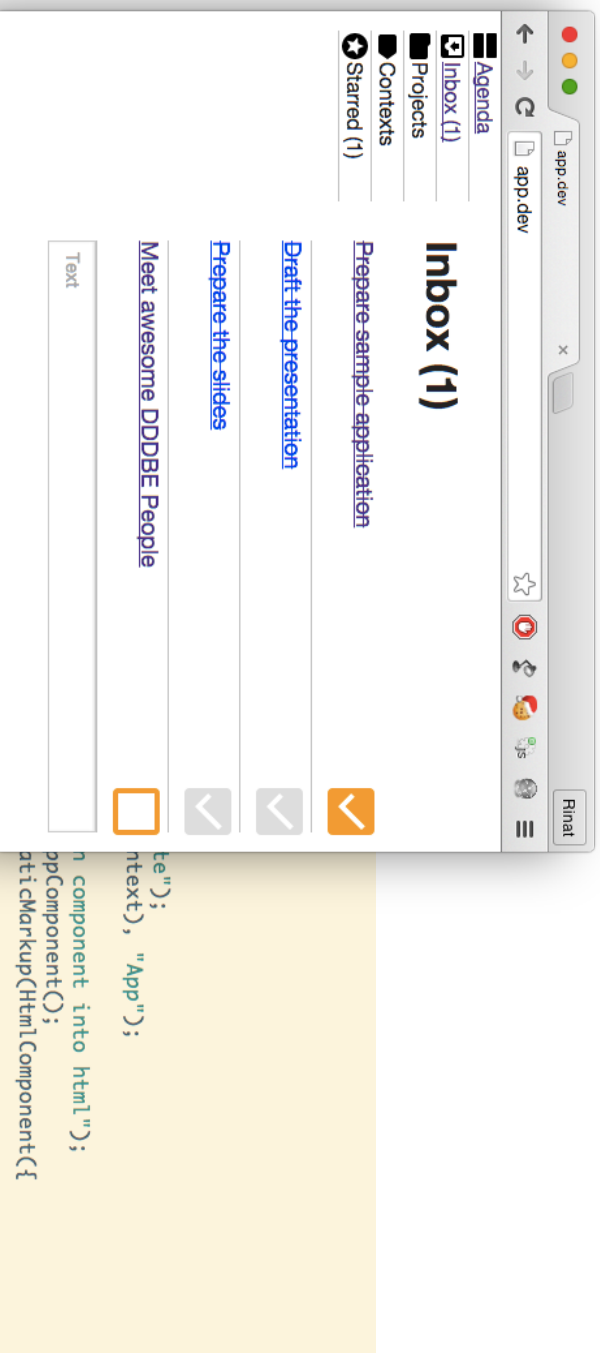 app.dev
Rinat
app.dev
js
Agenda
Inbox (1)
Projects
Contexts
Starred (1)
Inbox (1)
Prepare sample application
Draft the presentation
Prepare the slides
Meet awesome DDDBE People
Text
te");
ntext), "App");
n component into html");
ppComponent();
aticMarkup(HtmlComponent({